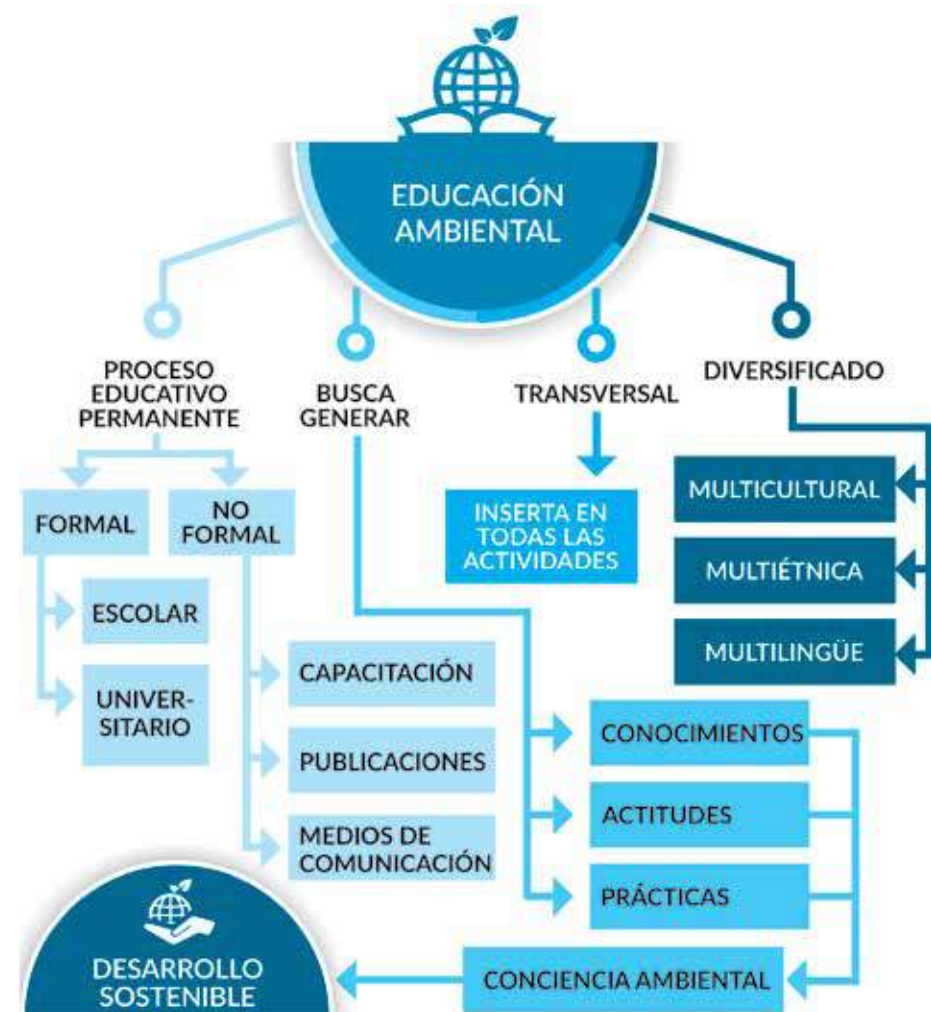 EDUCACIÓN
AMBIENTAL
PROCESO
EDUCATIVO
PERMANENTE
FORMAL
NO
FORMAL
ESCOLAR
UNIVER-
SITARIO
CAPACITACIÓN
PUBLICACIONES
MEDIOS DE
COMUNICACIÓN
BUSCA
GENERAR
CONOCIMIENTOS
ACTITUDES
PRÁCTICAS
CONCIENCIA AMBIENTAL
DESARROLLO
SOSTENIBLE
TRANSVERSAL
INSERTA EN
TODAS LAS
ACTIVIDADES
DIVERSIFICADO
MULTICULTURAL
MULTIÉTNICA
MULTILINGÜE